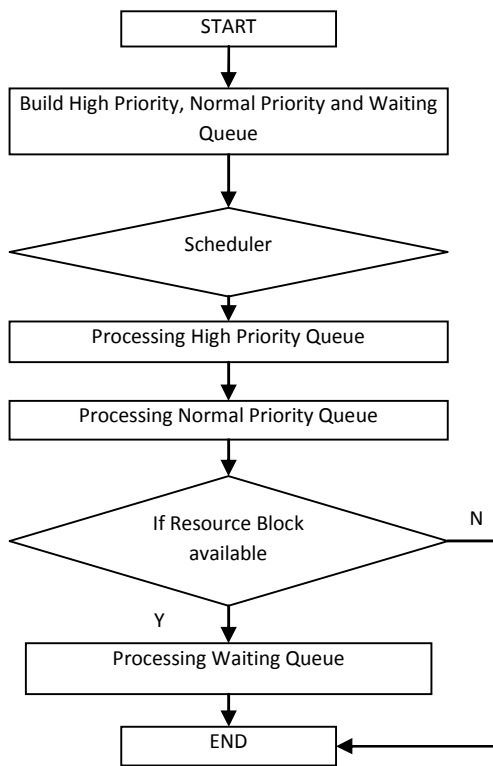 START
Build High Priority, Normal Priority and Waiting
Queue
Scheduler
Processing High Priority Queue
Processing Normal Priority Queue
If Resource Block
available
N
Y
Processing Waiting Queue
END